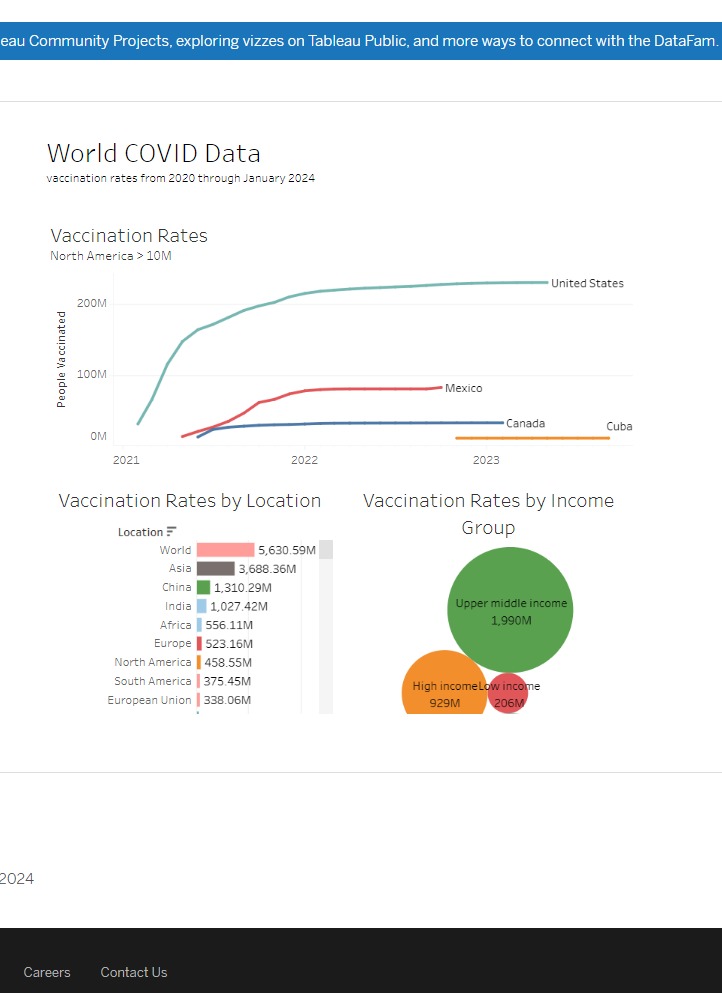 eau Community Projects, exploring vizzes on Tableau Public, and more ways to connect with the DataFam.
World COVID Data
vaccination rates from 2020 through January 2024
Vaccination Rates
North America > 10M
People Vaccinated
200M
100M
0M
United States
Mexico
Canada
Cuba
2021
2022
2023
Vaccination Rates by Location
Location
World 5,630.59M
Asia 3,688.36M
China 1,310.29M
India 1,027.42M
Africa 556.11M
Europe 523.16M
North America 458.55M
South America 375.45M
European Union 338.06M
Vaccination Rates by Income
Group
Upper middle income
1,990M
High income
929M
Low income
206M
2024
Careers Contact Us